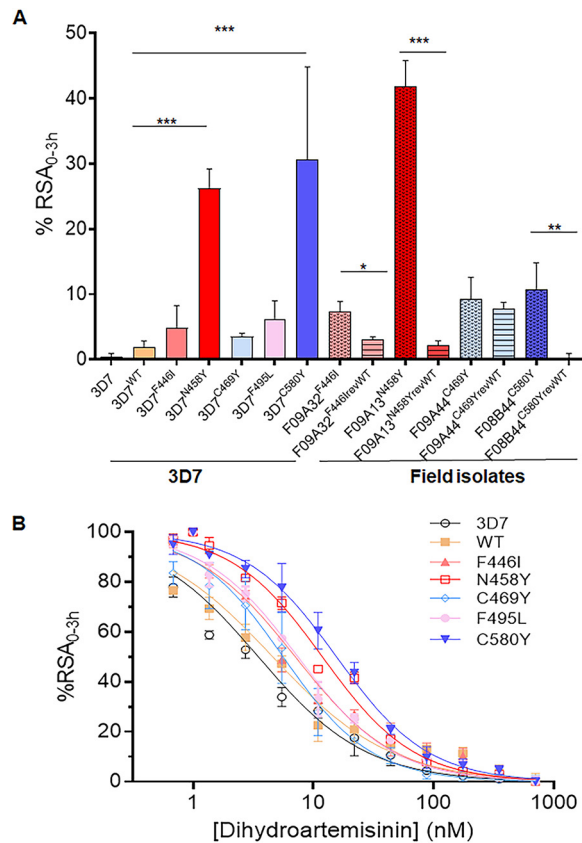 A
50
40
30
20
10
0
% RSA0-3h
***
***
*
***
**
3D7
3D7WT
3D7F446I
3D7N458Y
3D7C469Y
3D7F495L
3D7C580Y
F09A32F446I
F09A32F446IrevWT
F09A13N458Y
F09A13N458YrevWT
F09A44C469Y
F09A44C469YrevWT
F08B44C580Y
F08B44C580YrevWT
3D7
Field isolates
B
100
80
60
40
20
0
%RSA0-3h
3D7
WT
F446I
N458Y
C469Y
F495L
C580Y
1
10
100
1000
[Dihydroartemisinin] (nM)